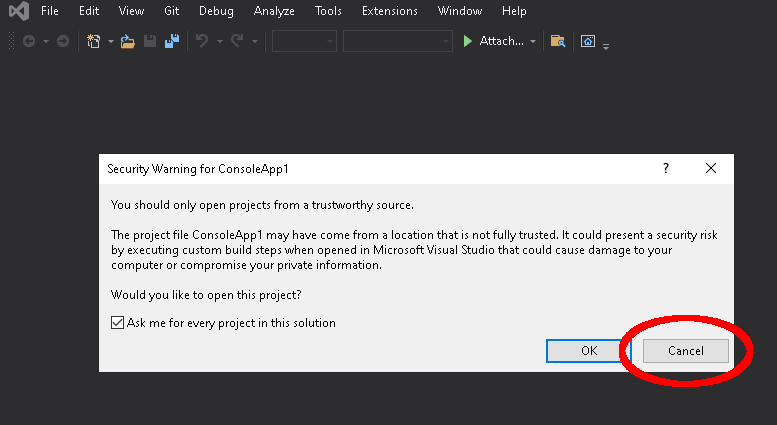 File Edit View Git Debug Analyze Tools Extensions Window Help
Attach...
Security Warning for ConsoleApp1 ?
You should only open projects from a trustworthy source.
The project file ConsoleApp1 may have come from a location that is not fully trusted. It could present a security risk
by executing custom build steps when opened in Microsoft Visual Studio that could cause damage to your
computer or compromise your private information.
Would you like to open this project?
Ask me for every project in this solution
OK Cancel